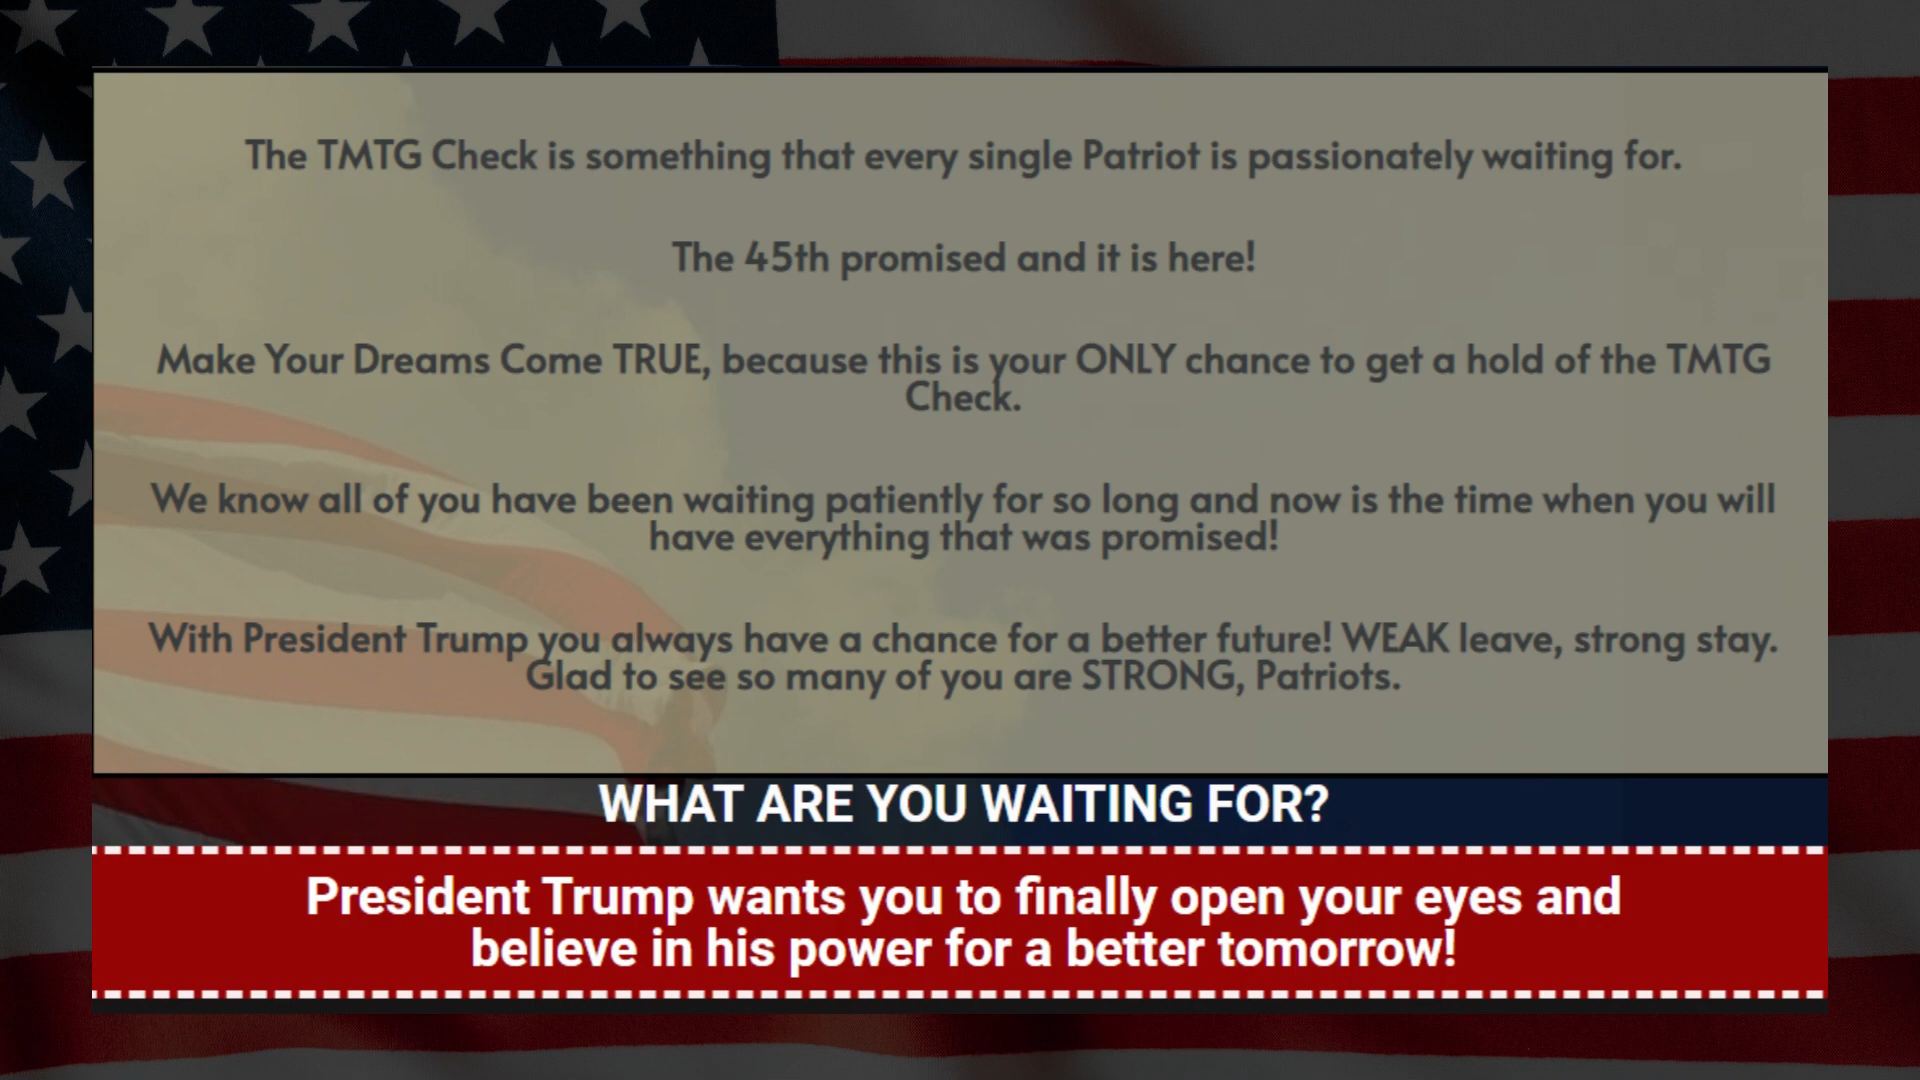 The TMTG Check is something that every single Patriot is passionately waiting for.
The 45th promised and it is here!
Make Your Dreams Come TRUE, because this is your ONLY chance to get a hold of the TMTG
Check.
We know all of you have been waiting patiently for so long and now is the time when you will
have everything that was promised!
With President Trump you always have a chance for a better future! WEAK leave, strong stay.
Glad to see so many of you are STRONG, Patriots.
WHAT ARE YOU WAITING FOR?
President Trump wants you to finally open your eyes and
believe in his power for a better tomorrow!